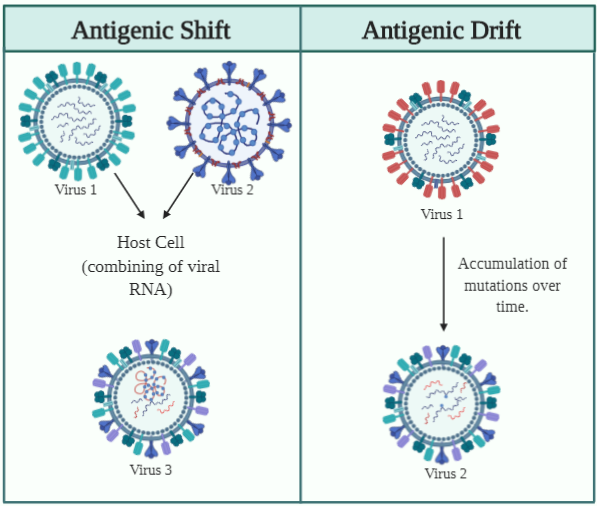 Antigenic Shift
Antigenic Drift
Virus 1
Virus 2
Host Cell
(combining of viral
RNA)
Virus 3
Virus 1
Accumulation of
mutations over
time.
Virus 2